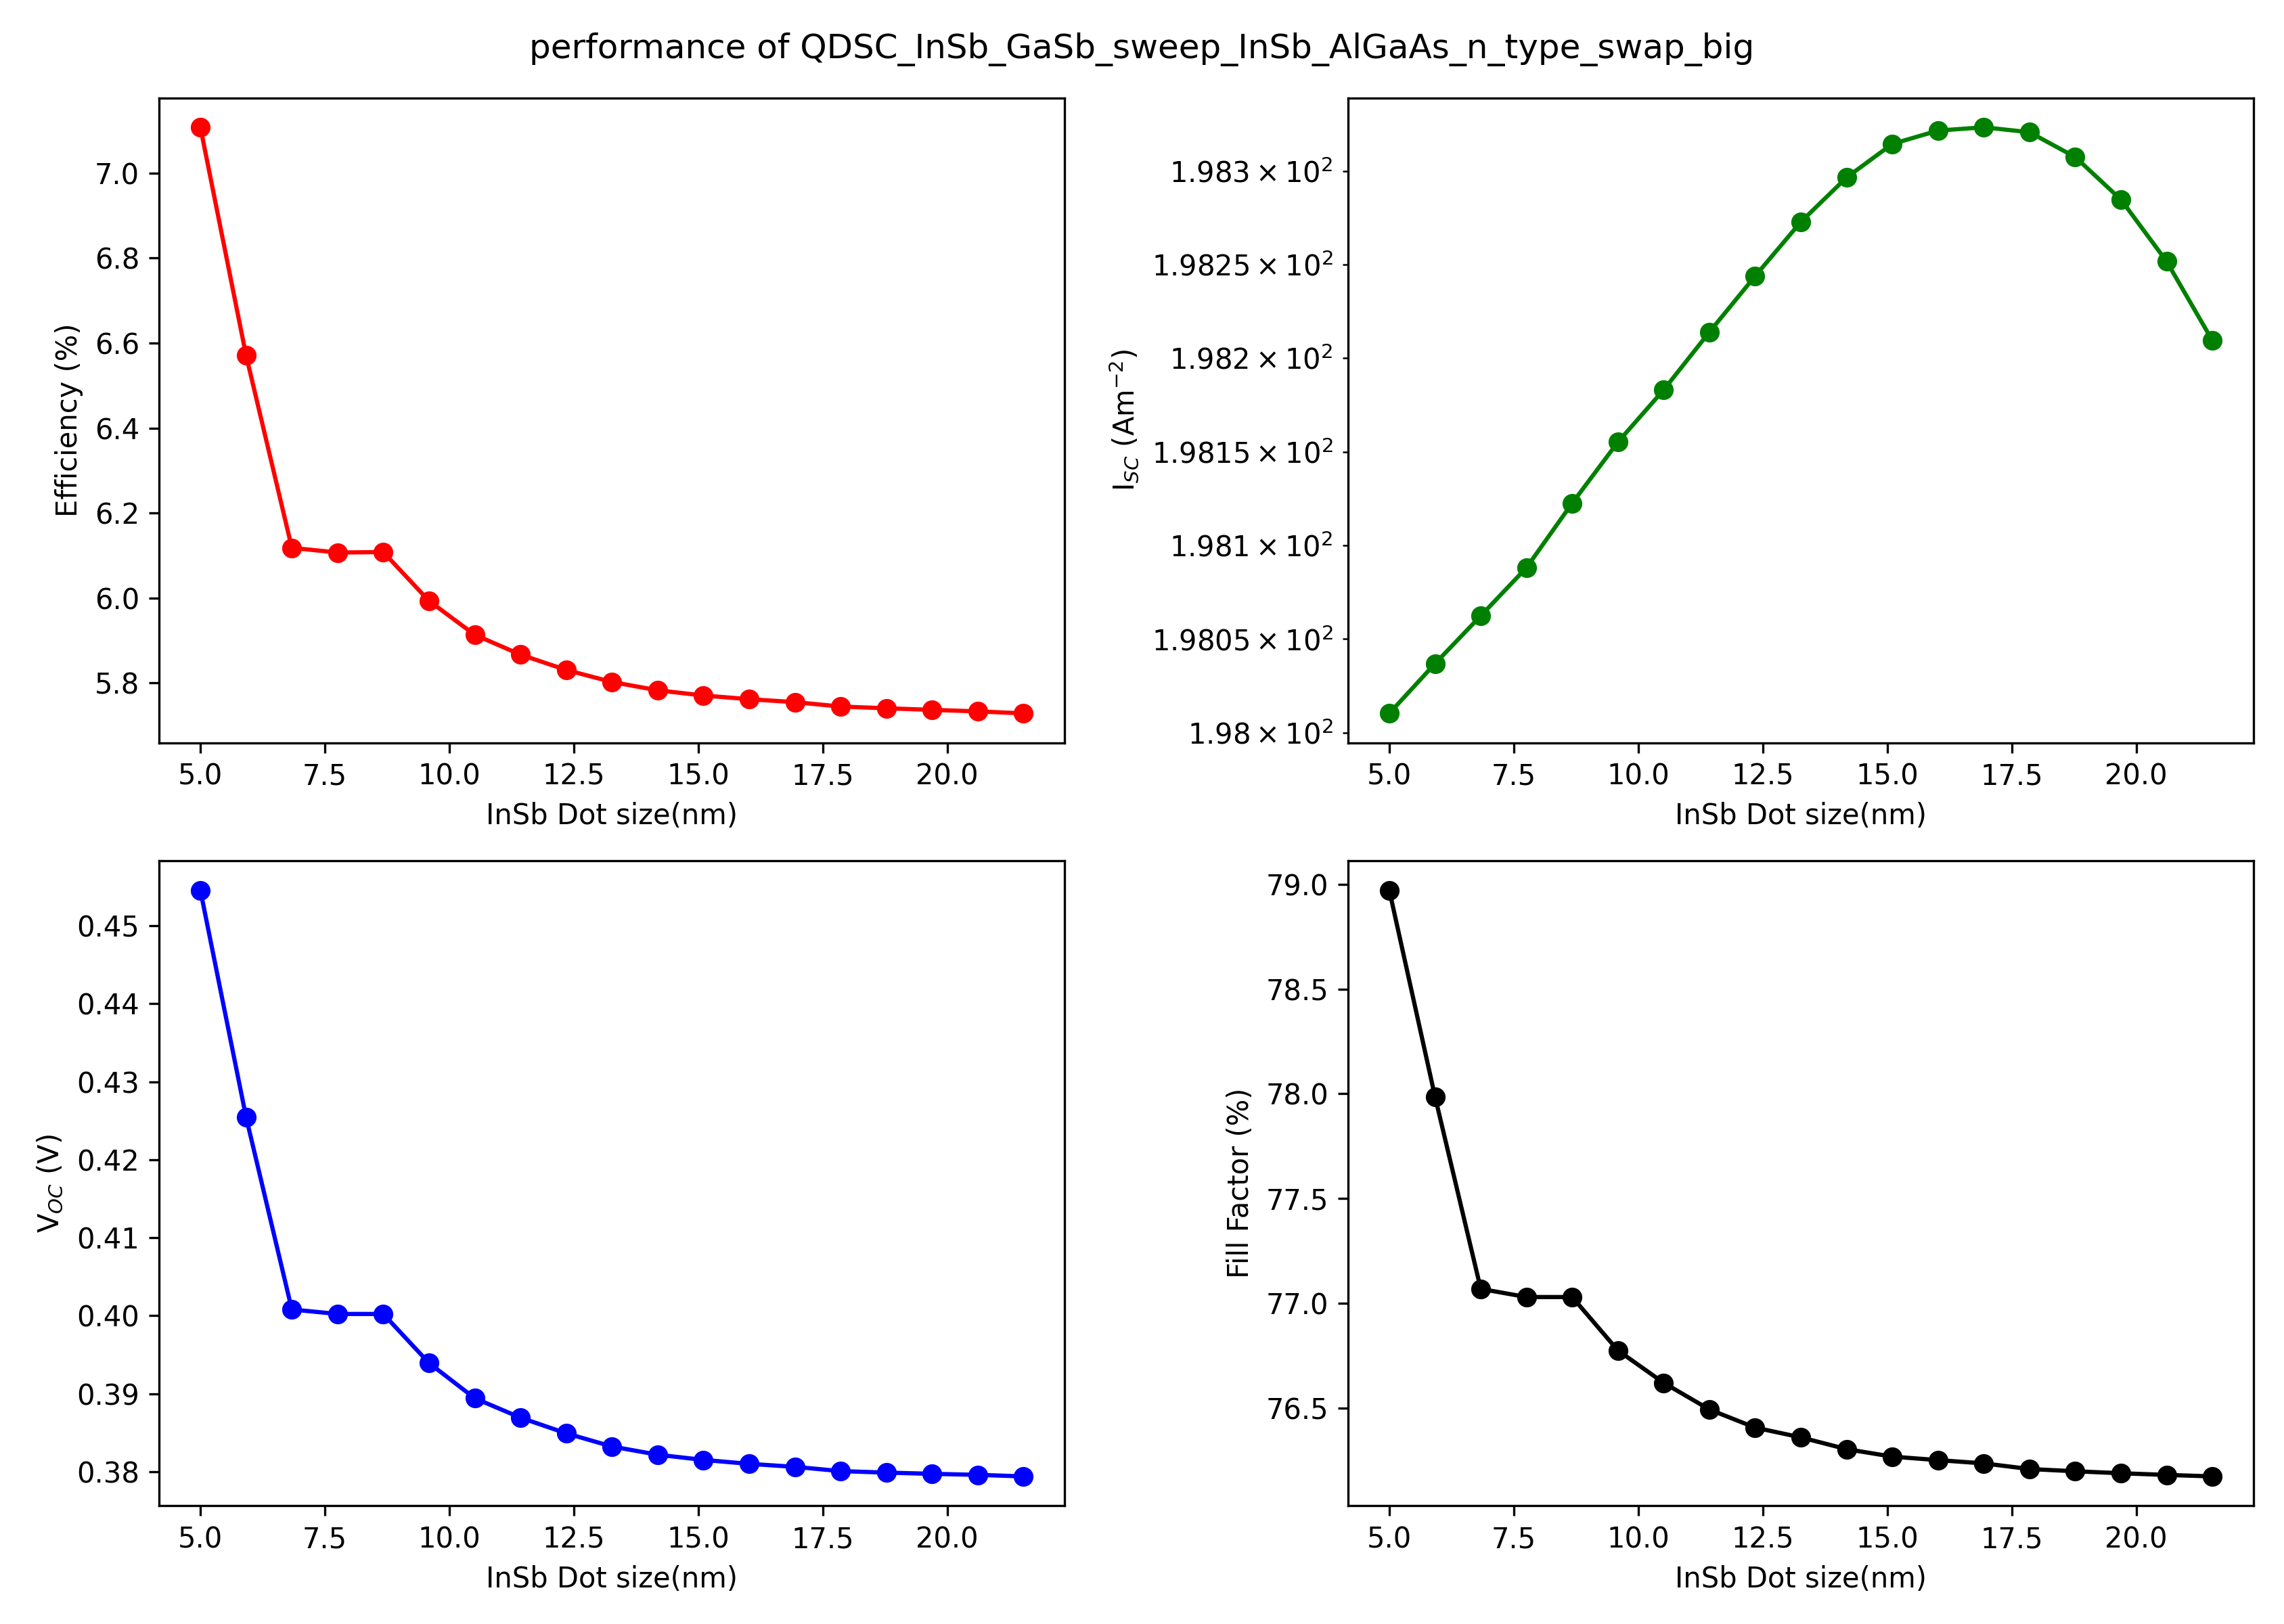 performance of QDSC_InSb_GaSb_sweep_InSb_AlGaAs_n_type_swap_big
Efficiency (%)
7.0
6.8
6.6
6.4
6.2
6.0
5.8
5.0 7.5 10.0 12.5 15.0 17.5 20.0
InSb Dot size(nm)
I$_{SC}$ (Am$^{-2}$)
1.983 × 10²
1.9825 × 10²
1.982 × 10²
1.9815 × 10²
1.981 × 10²
1.9805 × 10²
1.98 × 10²
5.0 7.5 10.0 12.5 15.0 17.5 20.0
InSb Dot size(nm)
V$_{OC}$ (V)
0.45
0.44
0.43
0.42
0.41
0.40
0.39
0.38
5.0 7.5 10.0 12.5 15.0 17.5 20.0
InSb Dot size(nm)
Fill Factor (%)
79.0
78.5
78.0
77.5
77.0
76.5
5.0 7.5 10.0 12.5 15.0 17.5 20.0
InSb Dot size(nm)